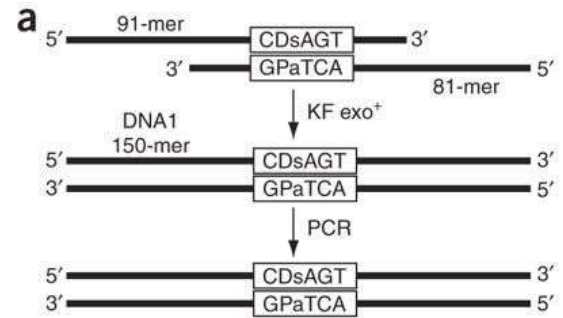 a
91-mer
5′ CDsAGT 3′
3′ GPaTCA 5′
81-mer
KF exo⁺
DNA1
150-mer
5′ CDsAGT 3′
3′ GPaTCA 5′
PCR
5′ CDsAGT 3′
3′ GPaTCA 5′